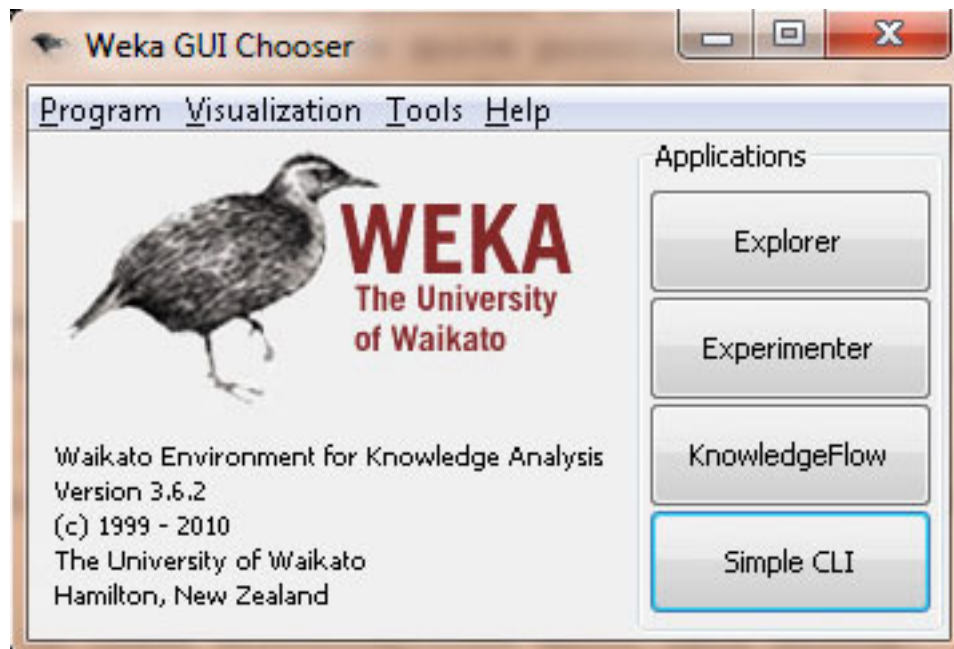 Weka GUI Chooser
Program Visualization Tools Help
WEKA
The University
of Waikato
Waikato Environment for Knowledge Analysis
Version 3.6.2
(c) 1999 - 2010
The University of Waikato
Hamilton, New Zealand
Applications
Explorer
Experimenter
KnowledgeFlow
Simple CLI